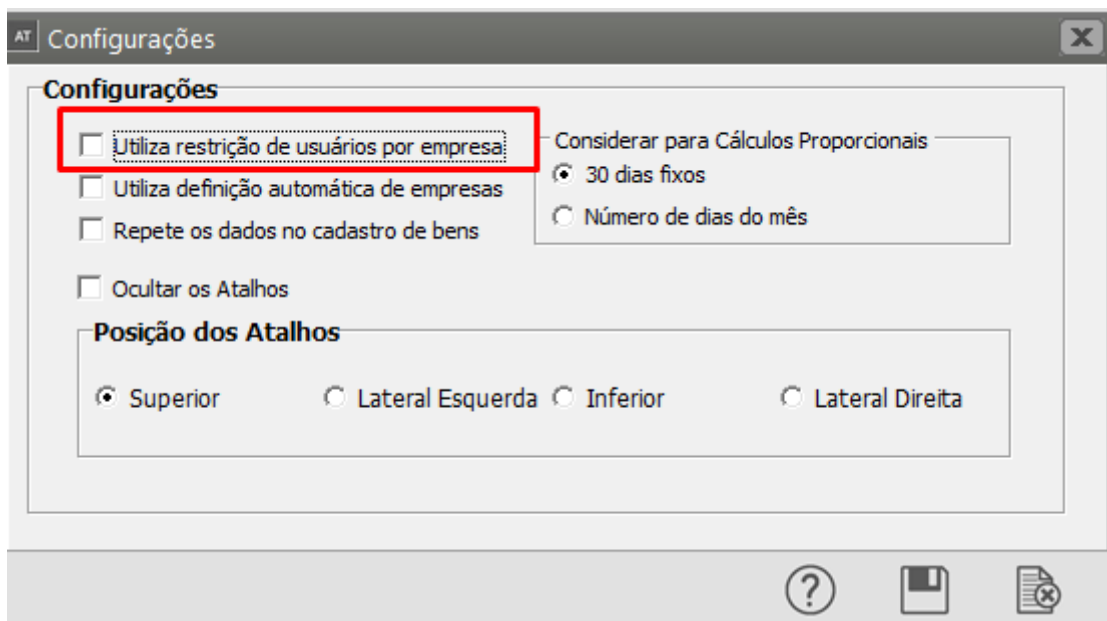 AT Configurações
Configurações
Utiliza restrição de usuários por empresa
Utiliza definição automática de empresas
Repete os dados no cadastro de bens
Ocultar os Atalhos
Considerar para Cálculos Proporcionais
30 dias fixos
Número de dias do mês
Posição dos Atalhos
Superior Lateral Esquerda Inferior Lateral Direita
?